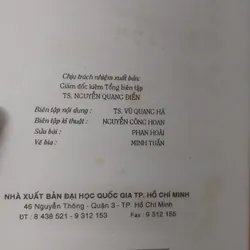 Chịu trách nhiệm xuất bản
Giám đốc kiêm Tổng biên tập
TS. NGUYỄN QUANG ĐIỂN
Biên tập nội dung : TS. VŨ QUANG HÀ
Biên tập kĩ thuật : NGUYỄN CÔNG HOAN
Sửa bài : PHAN HOÀI
Vẽ bìa : MINH TUẤN
NHÀ XUẤT BẢN ĐẠI HỌC QUỐC GIA TP. HỒ CHÍ MINH
46 Nguyễn Thông - Quận 3 - TP. Hồ Chí Minh
ĐT : 8 438 521 - 9 312 153 Fax : 9 312 155